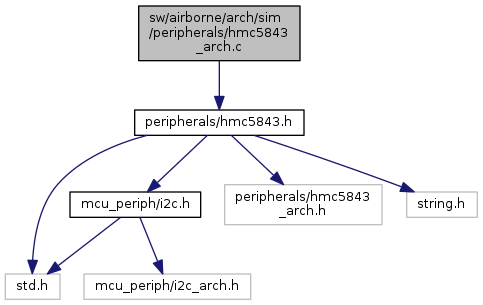 sw/airborne/arch/sim
/peripherals/hmc5843
_arch.c
peripherals/hmc5843.h
mcu_periph/i2c.h
peripherals/hmc5843
_arch.h
string.h
std.h
mcu_periph/i2c_arch.h